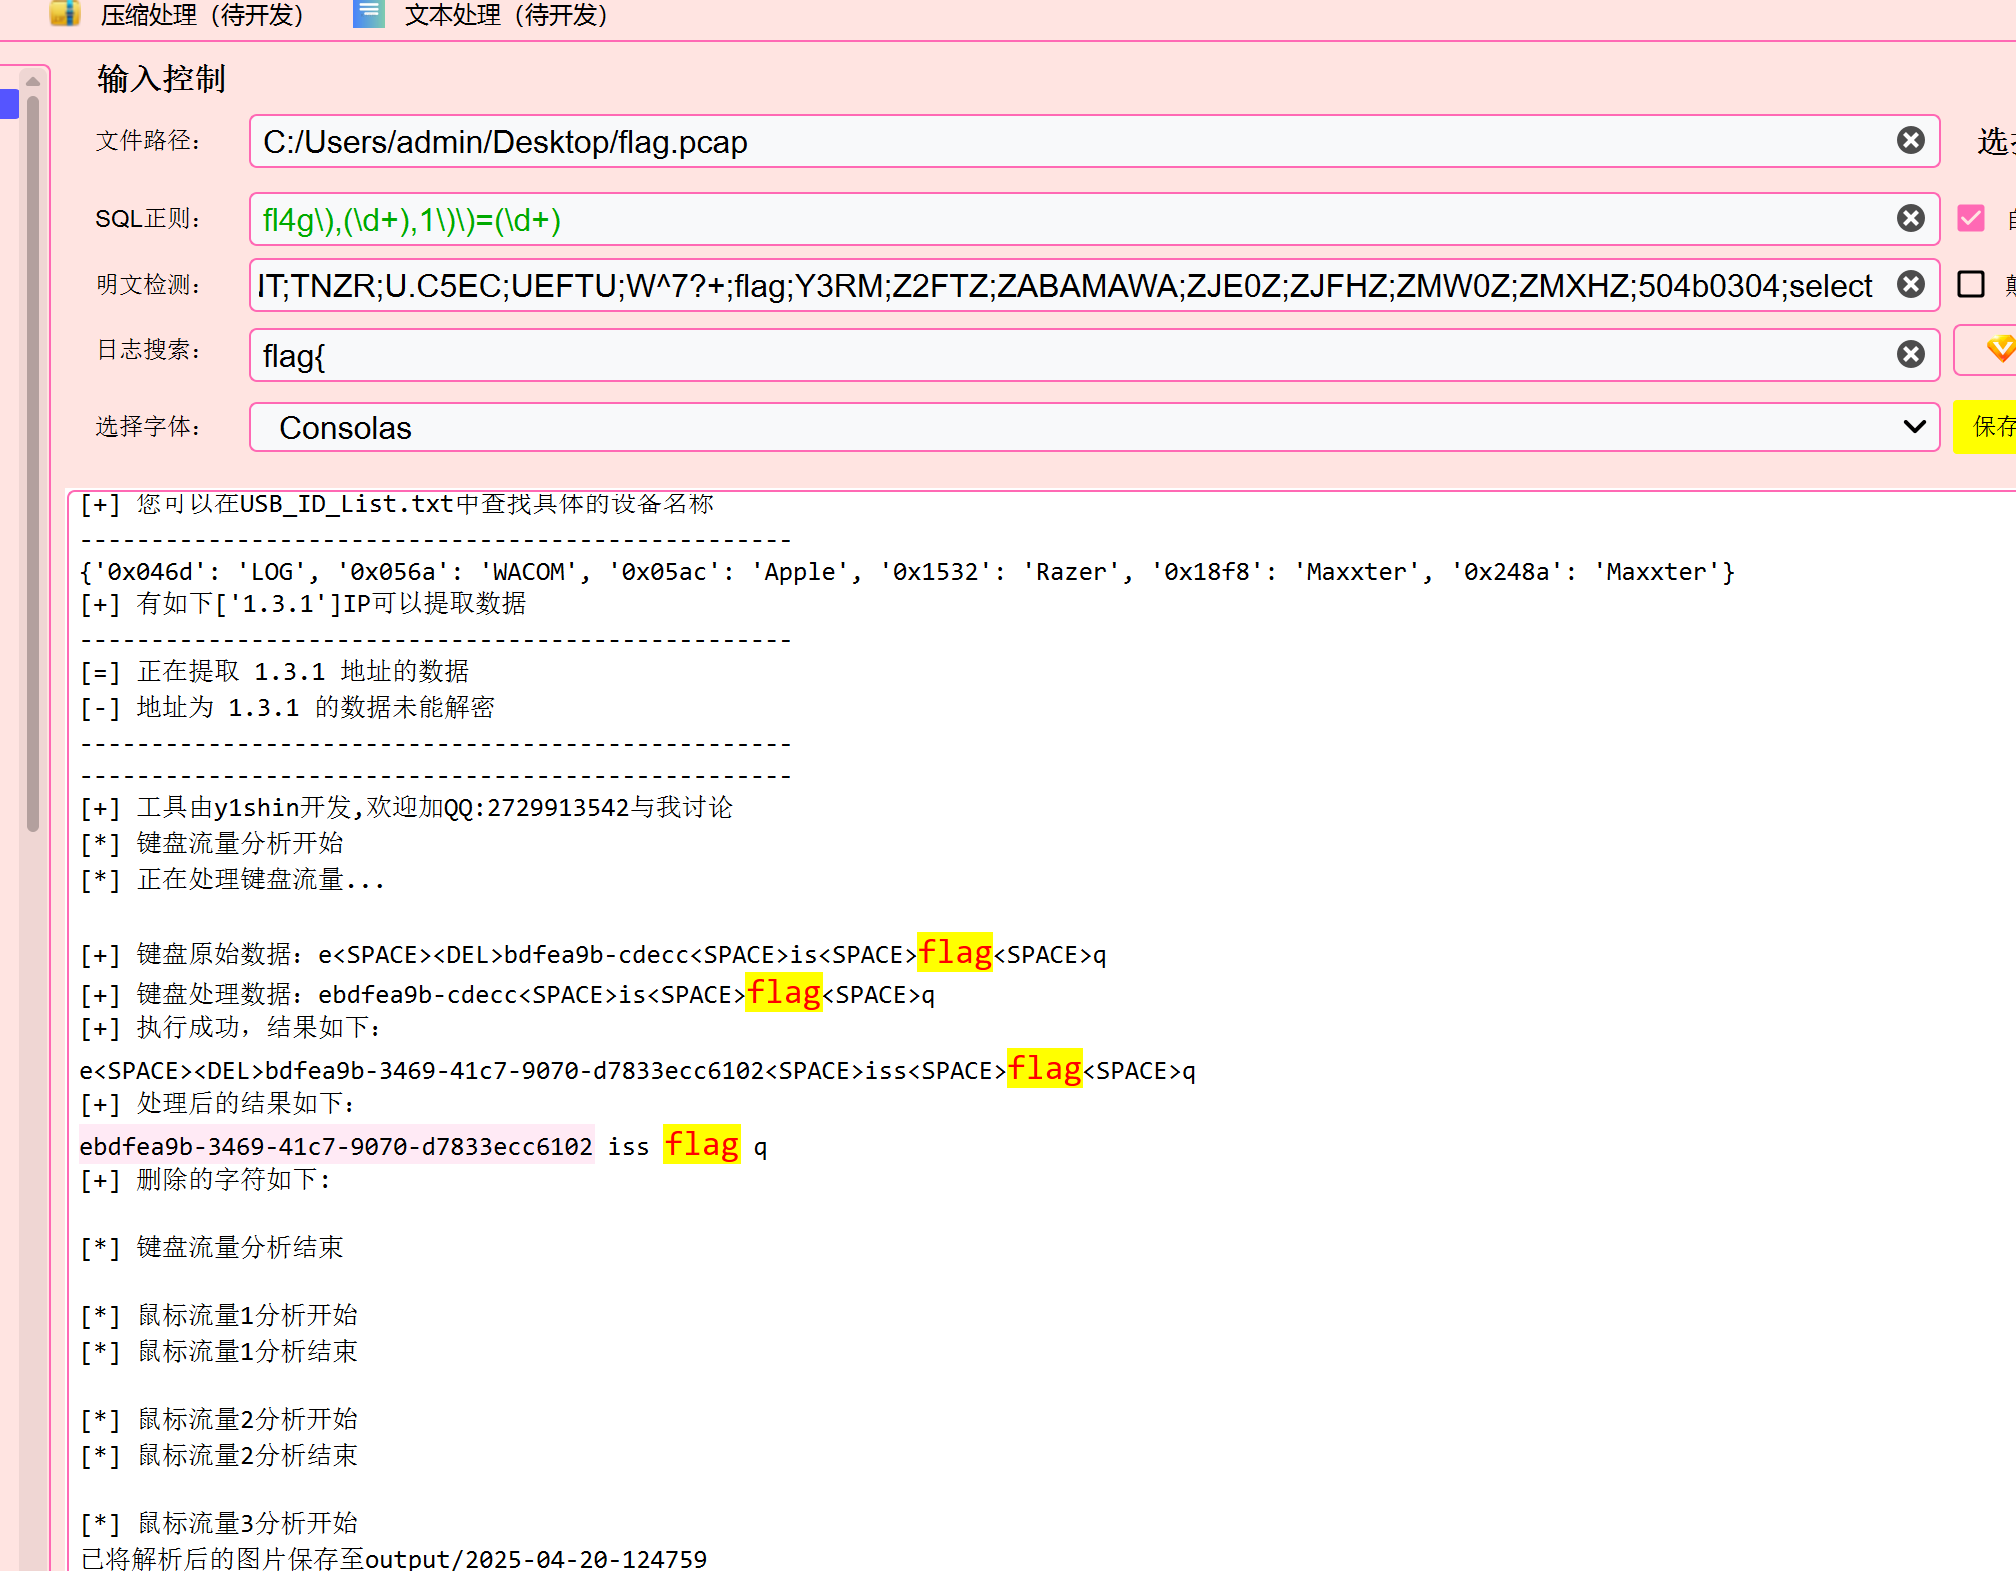 压缩处理（待开发） 文本处理（待开发）
输入控制
文件路径： C:/Users/admin/Desktop/flag.pcap
SQL正则： fl4g\),(\d+),1\)\)=(\d+)
明文检测： IT;TNZR;U.C5EC;UEFTU;W^7?+;flag;Y3RM;Z2FTZ;ZABAMAWA;ZJE0Z;ZJFHZ;ZMW0Z;ZMXHZ;504b0304;select
日志搜索： flag{
选择字体： Consolas 保存
[+] 您可以在USB_ID_List.txt中查找具体的设备名称
--------------------------------------------------
{'0x046d': 'LOG', '0x056a': 'WACOM', '0x05ac': 'Apple', '0x1532': 'Razer', '0x18f8': 'Maxxter', '0x248a': 'Maxxter'}
[+] 有如下['1.3.1']IP可以提取数据
--------------------------------------------------
[=] 正在提取 1.3.1 地址的数据
[-] 地址为 1.3.1 的数据未能解密
--------------------------------------------------
--------------------------------------------------
[+] 工具由y1shin开发,欢迎加QQ:2729913542与我讨论
[*] 键盘流量分析开始
[*] 正在处理键盘流量...
[+] 键盘原始数据：e<SPACE><DEL>bdfea9b-cdecc<SPACE>is<SPACE>flag<SPACE>q
[+] 键盘处理数据：ebdfea9b-cdecc<SPACE>is<SPACE>flag<SPACE>q
[+] 执行成功，结果如下：
e<SPACE><DEL>bdfea9b-3469-41c7-9070-d7833ecc6102<SPACE>iss<SPACE>flag<SPACE>q
[+] 处理后的结果如下：
ebdfea9b-3469-41c7-9070-d7833ecc6102 iss flag q
[+] 删除的字符如下：
[*] 键盘流量分析结束
[*] 鼠标流量1分析开始
[*] 鼠标流量1分析结束
[*] 鼠标流量2分析开始
[*] 鼠标流量2分析结束
[*] 鼠标流量3分析开始
已将解析后的图片保存至output/2025-04-20-124759